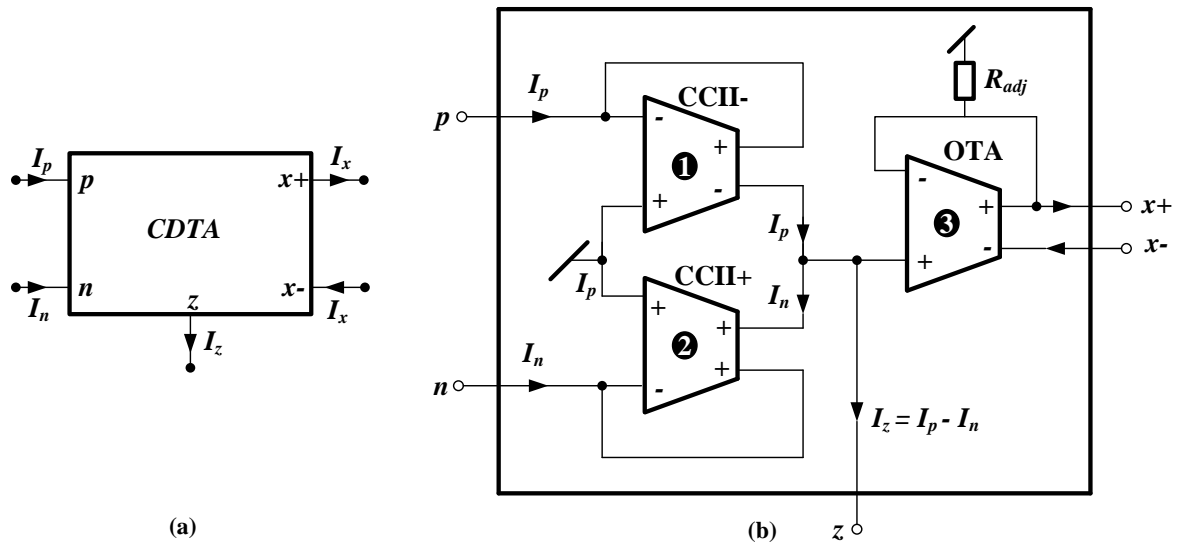 I_p
I_x
p
x+
CDTA
n
x-
z
I_n
I_x
I_z
(a)
p
I_p
CCII-
-
+
1
-
+
I_p
I_p
CCII+
I_n
+
+
2
+
-
n
I_n
R_adj
OTA
-
+
3
-
+
x+
x-
I_z = I_p - I_n
z
(b)